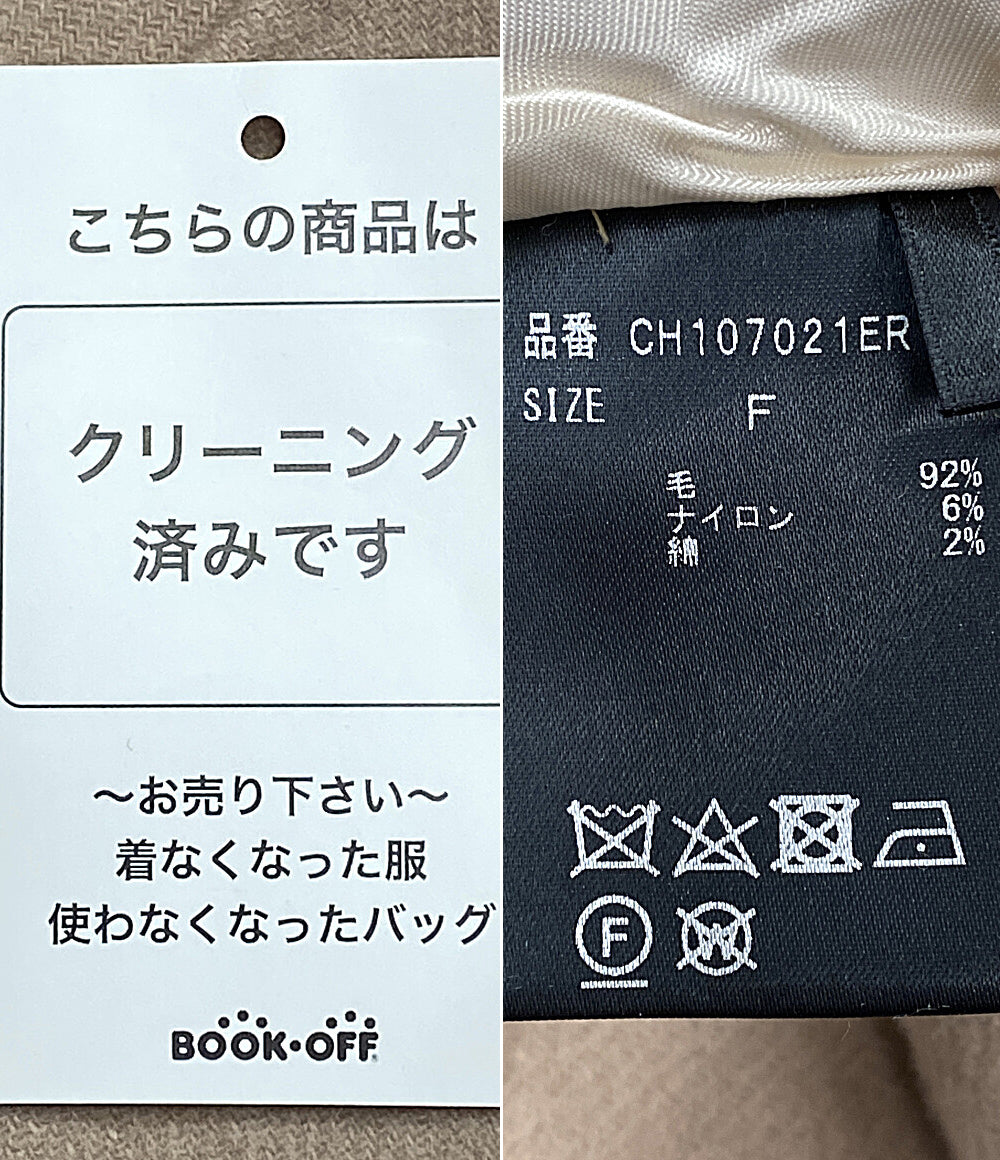 こちらの商品は
クリーニング
済みです
～お売り下さい～
着なくなった服
使わなくなったバッグ
BOOK・OFF
品番 CH107021ER
SIZE F
毛 92%
ナイロン 6%
綿 2%
F
W